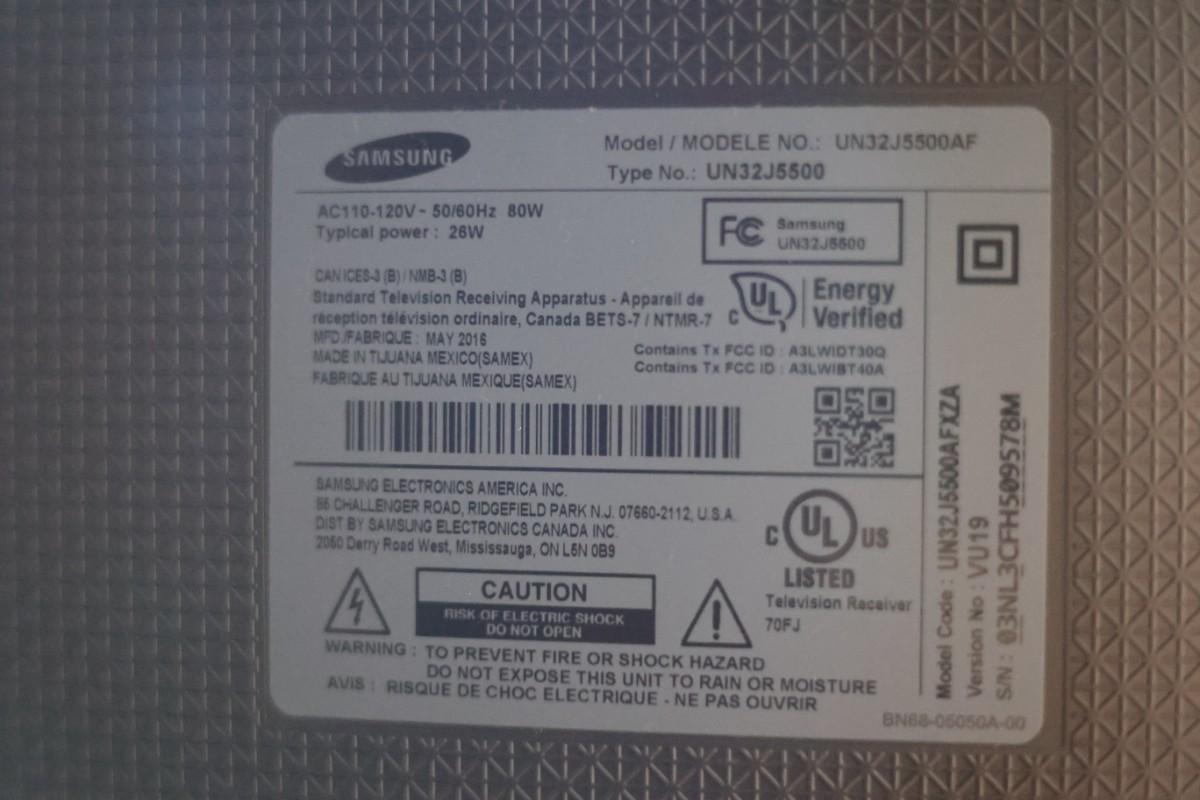 SAMSUNG
Model / MODELE NO.: UN32J5500AF
Type No.: UN32J5500
AC110-120V~ 50/60Hz 80W
Typical power : 26W
FC Samsung
UN32J5500
CAN ICES-3 (B) / NMB-3 (B)
Standard Television Receiving Apparatus - Appareil de
réception télévision ordinaire, Canada BETS-7 / NTMR-7
C UL Energy
Verified
MFD./FABRIQUE : MAY 2016
MADE IN TIJUANA MEXICO(SAMEX)
FABRIQUE AU TIJUANA MEXIQUE(SAMEX)
Contains Tx FCC ID : A3LWIDT30Q
Contains Tx FCC ID : A3LWIBT40A
SAMSUNG ELECTRONICS AMERICA INC.
85 CHALLENGER ROAD, RIDGEFIELD PARK N.J. 07660-2112, U.S.A.
DIST BY SAMSUNG ELECTRONICS CANADA INC.
2050 Derry Road West, Mississauga, ON L5N 0B9
C UL US
LISTED
Television Receiver
70FJ
CAUTION
RISK OF ELECTRIC SHOCK
DO NOT OPEN
WARNING : TO PREVENT FIRE OR SHOCK HAZARD
DO NOT EXPOSE THIS UNIT TO RAIN OR MOISTURE
AVIS : RISQUE DE CHOC ELECTRIQUE - NE PAS OUVRIR
Model Code : UN32J5500AFXZA
Version No : VU19
S/N : 03NL3CFH509578M
BN68-05050A-00